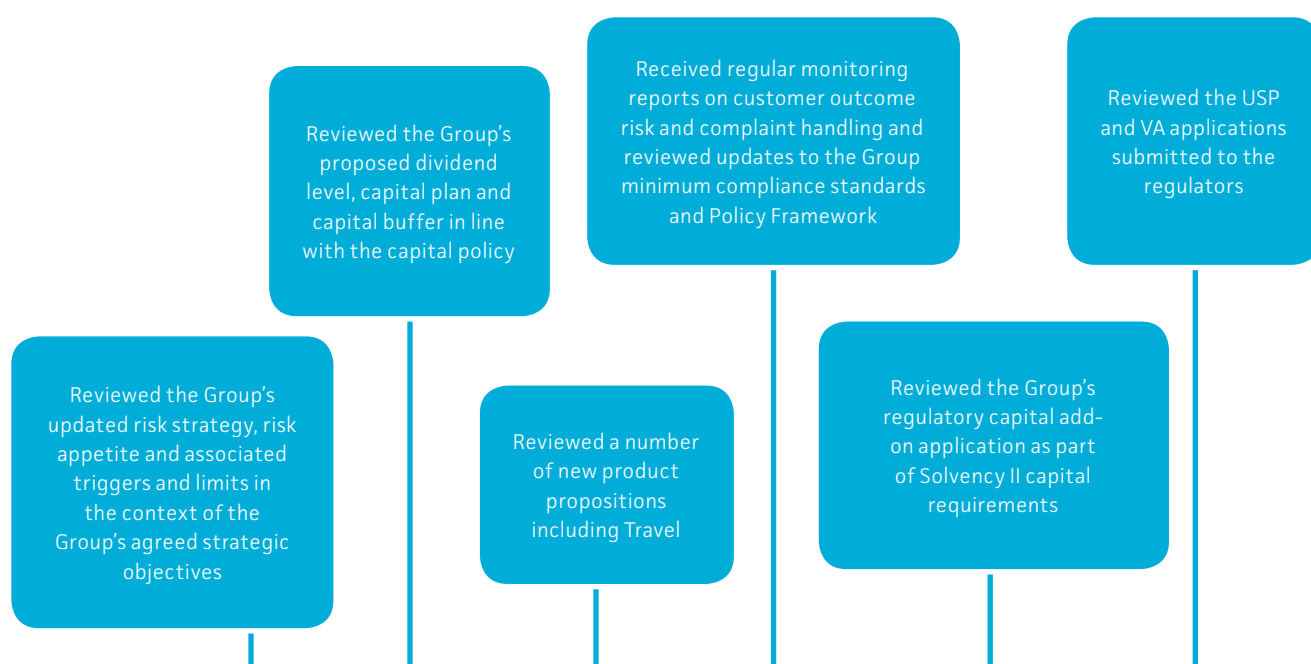 Reviewed the Group's
updated risk strategy, risk
appetite and associated
triggers and limits in
the context of the
Group's agreed strategic
objectives
Reviewed the Group's
proposed dividend
level, capital plan and
capital buffer in line
with the capital policy
Reviewed a number
of new product
propositions
including Travel
Received regular monitoring
reports on customer outcome
risk and complaint handling and
reviewed updates to the Group
minimum compliance standards
and Policy Framework
Reviewed the Group's
regulatory capital add-
on application as part
of Solvency II capital
requirements
Reviewed the USP
and VA applications
submitted to the
regulators